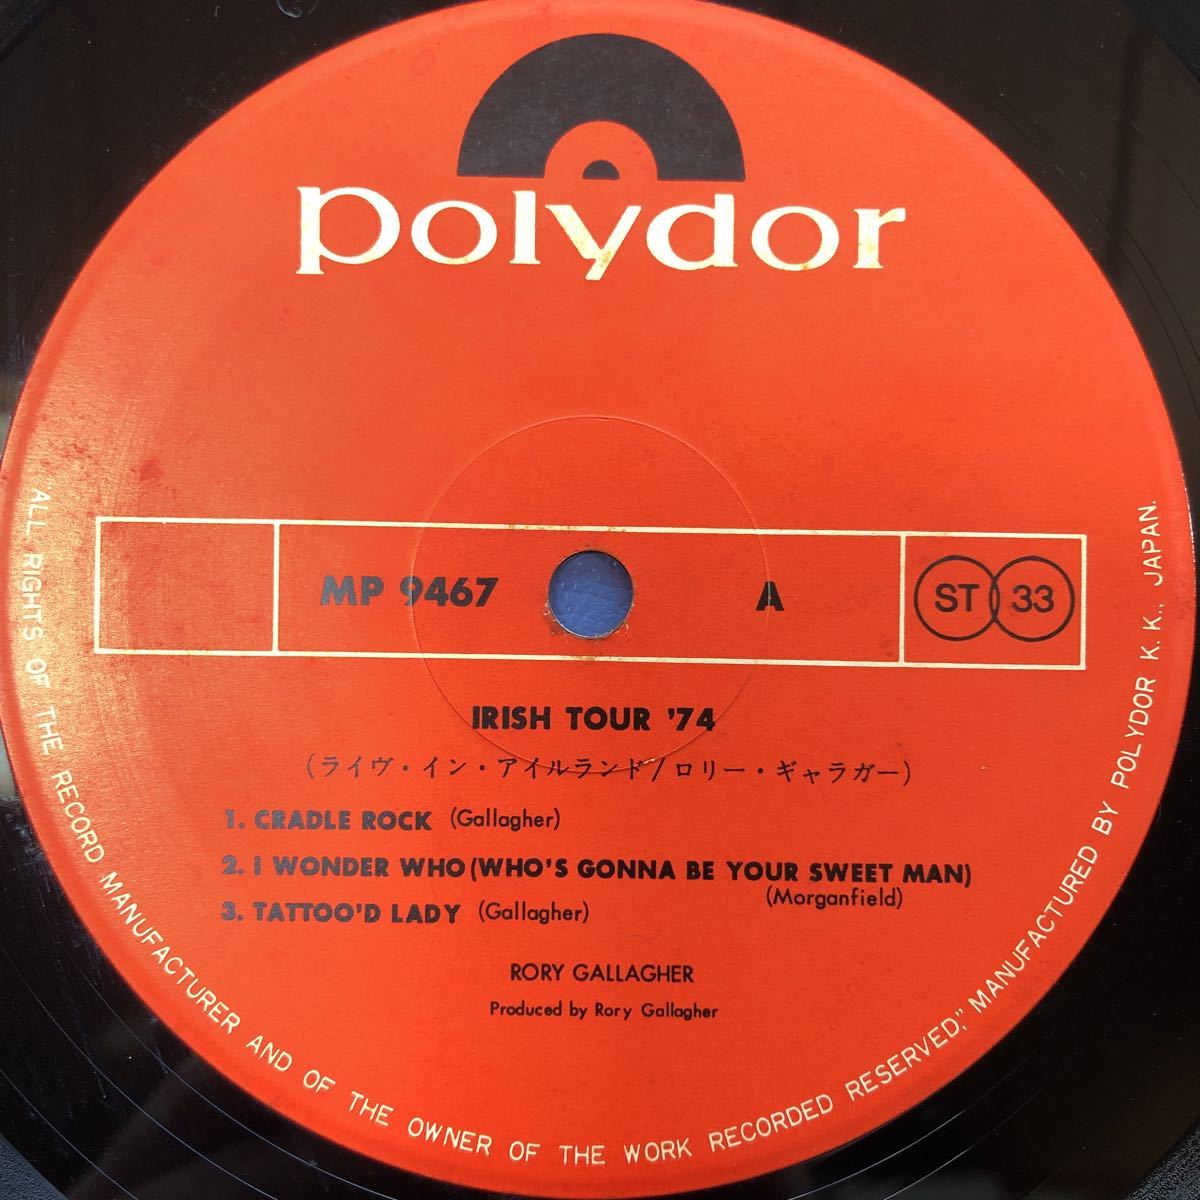 polydor
MP 9467 A ST 33
IRISH TOUR '74
(ライヴ・イン・アイルランド/ロリー・ギャラガー)
1. CRADLE ROCK (Gallagher)
2. I WONDER WHO (WHO'S GONNA BE YOUR SWEET MAN)
(Morganfield)
3. TATTOO'D LADY (Gallagher)
RORY GALLAGHER
Produced by Rory Gallagher
ALL RIGHTS OF THE RECORD MANUFACTURER AND OF THE OWNER OF THE WORK RECORDED RESERVED," MANUFACTURED BY POLYDOR K.K., JAPAN.